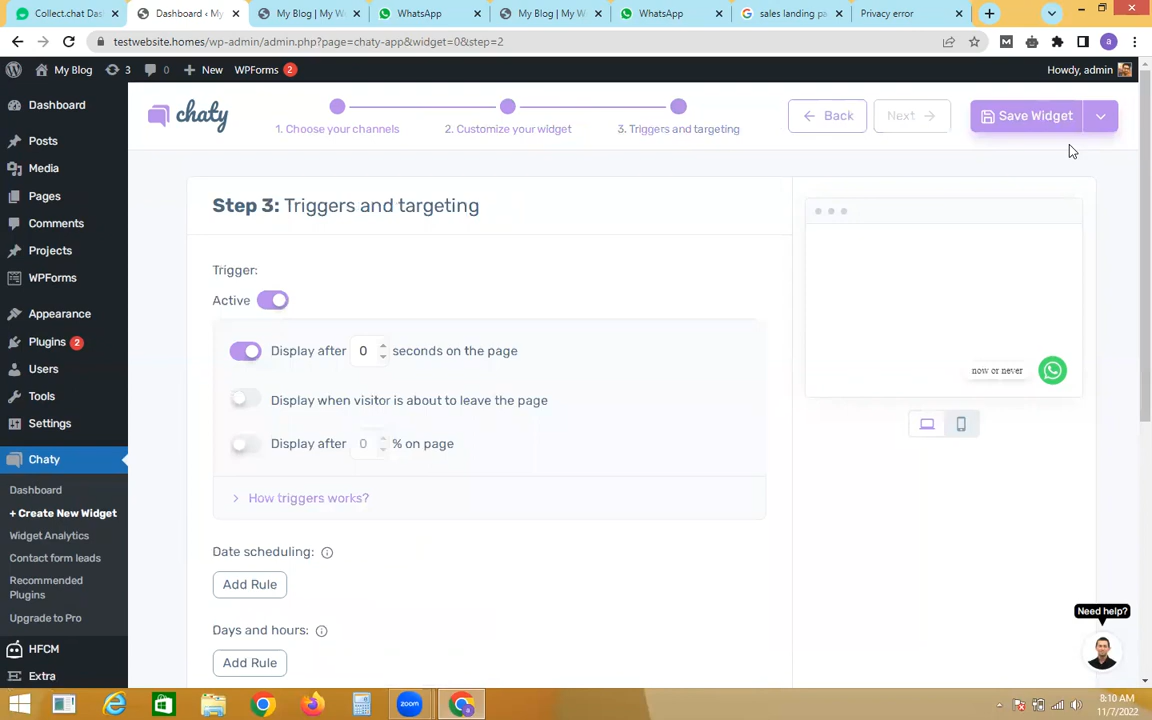 Collect.chat Das
Dashboard ‹ My
My Blog | My W
WhatsApp
My Blog | My W
WhatsApp
sales landing pa
Privacy error
testwebsite.homes/wp-admin/admin.php?page=chaty-app&widget=0&step=2
My Blog
3
0
New
WPForms
2
Howdy, admin
Dashboard
Posts
Media
Pages
Comments
Projects
WPForms
Appearance
Plugins 2
Users
Tools
Settings
Chaty
Dashboard
+ Create New Widget
Widget Analytics
Contact form leads
Recommended
Plugins
Upgrade to Pro
HFCM
Extra
chaty
1. Choose your channels
2. Customize your widget
3. Triggers and targeting
Back
Next
Save Widget
Step 3: Triggers and targeting
Trigger:
Active
Display after 0 seconds on the page
Display when visitor is about to leave the page
Display after 0 % on page
How triggers works?
Date scheduling:
Add Rule
Days and hours:
Add Rule
now or never
Need help?
zoom
8:10 AM
11/7/2022